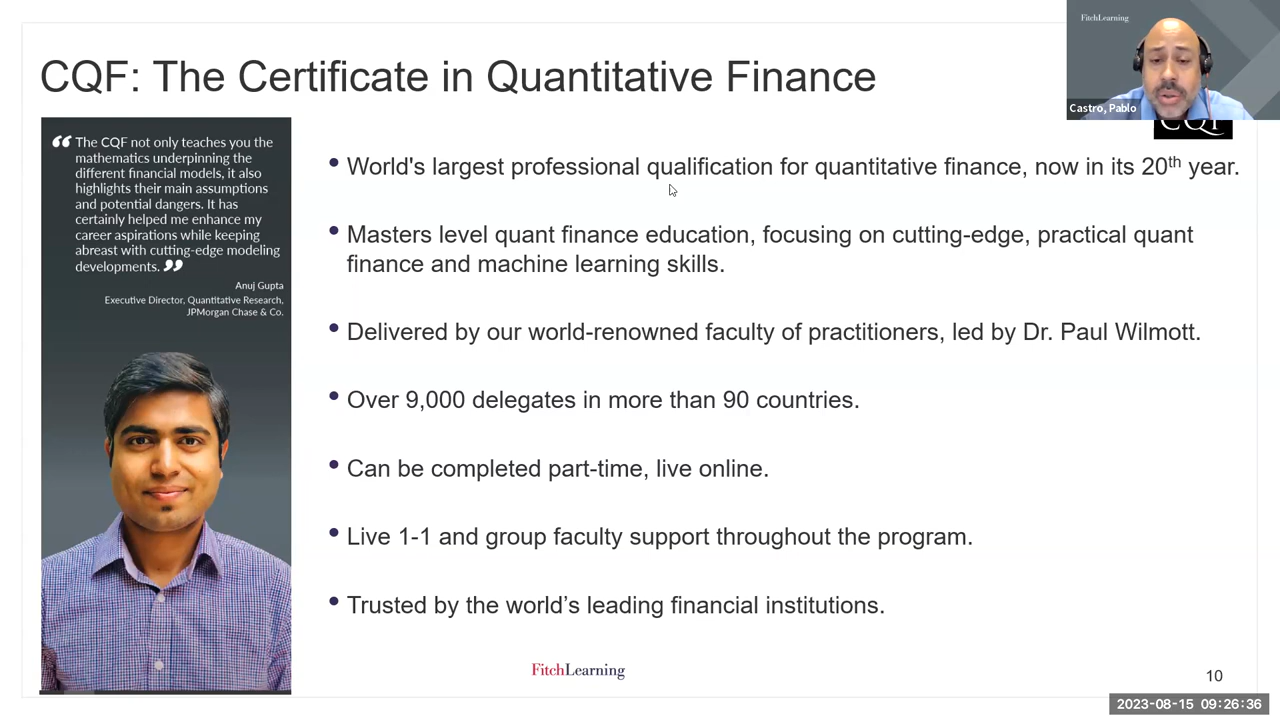 CQF: The Certificate in Quantitative Finance
FitchLearning
Castro, Pablo
CQF
“ The CQF not only teaches you the
mathematics underpinning the
different financial models, it also
highlights their main assumptions
and potential dangers. It has
certainly helped me enhance my
career aspirations while keeping
abreast with cutting-edge modeling
developments. ”
Anuj Gupta
Executive Director, Quantitative Research,
JPMorgan Chase & Co.
• World's largest professional qualification for quantitative finance, now in its 20th year.
• Masters level quant finance education, focusing on cutting-edge, practical quant
finance and machine learning skills.
• Delivered by our world-renowned faculty of practitioners, led by Dr. Paul Wilmott.
• Over 9,000 delegates in more than 90 countries.
• Can be completed part-time, live online.
• Live 1-1 and group faculty support throughout the program.
• Trusted by the world’s leading financial institutions.
FitchLearning
10
2023-08-15 09:26:36